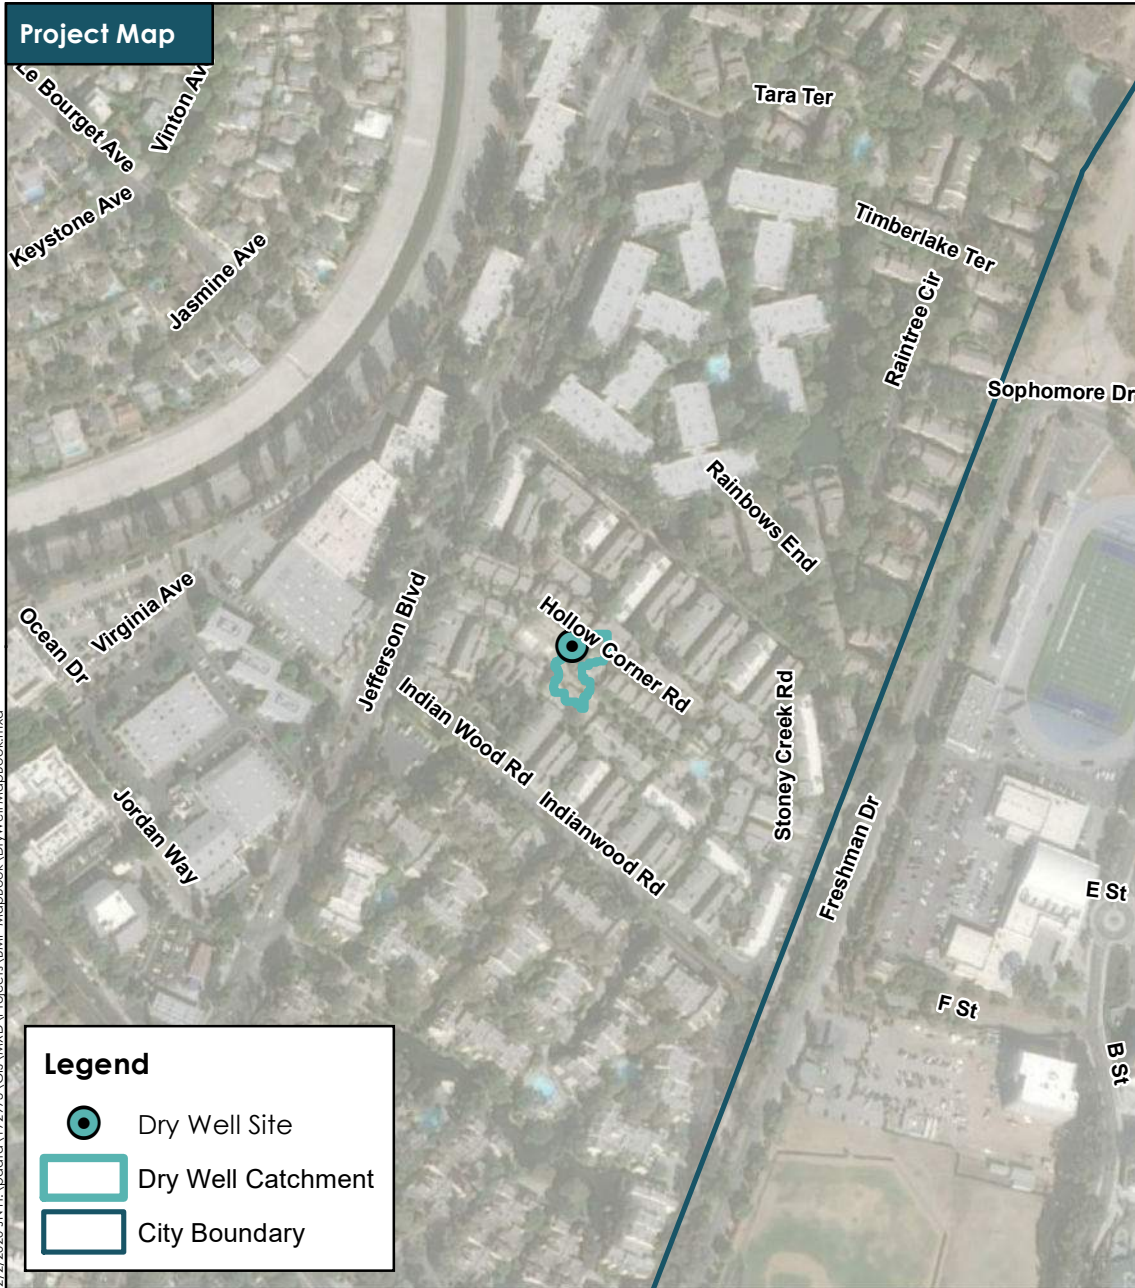 Project Map
Le Bourget Ave
Vinton Av
Tara Ter
Keystone Ave
Jasmine Ave
Timberlake Ter
Raintree Cir
Sophomore Dr
Rainbows End
Virginia Ave
Ocean Dr
Jefferson Blvd
Hollow Corner Rd
Indian Wood Rd
Stoney Creek Rd
Indianwood Rd
Jordan Way
Freshman Dr
E St
F St
B St
Legend
Dry Well Site
Dry Well Catchment
City Boundary